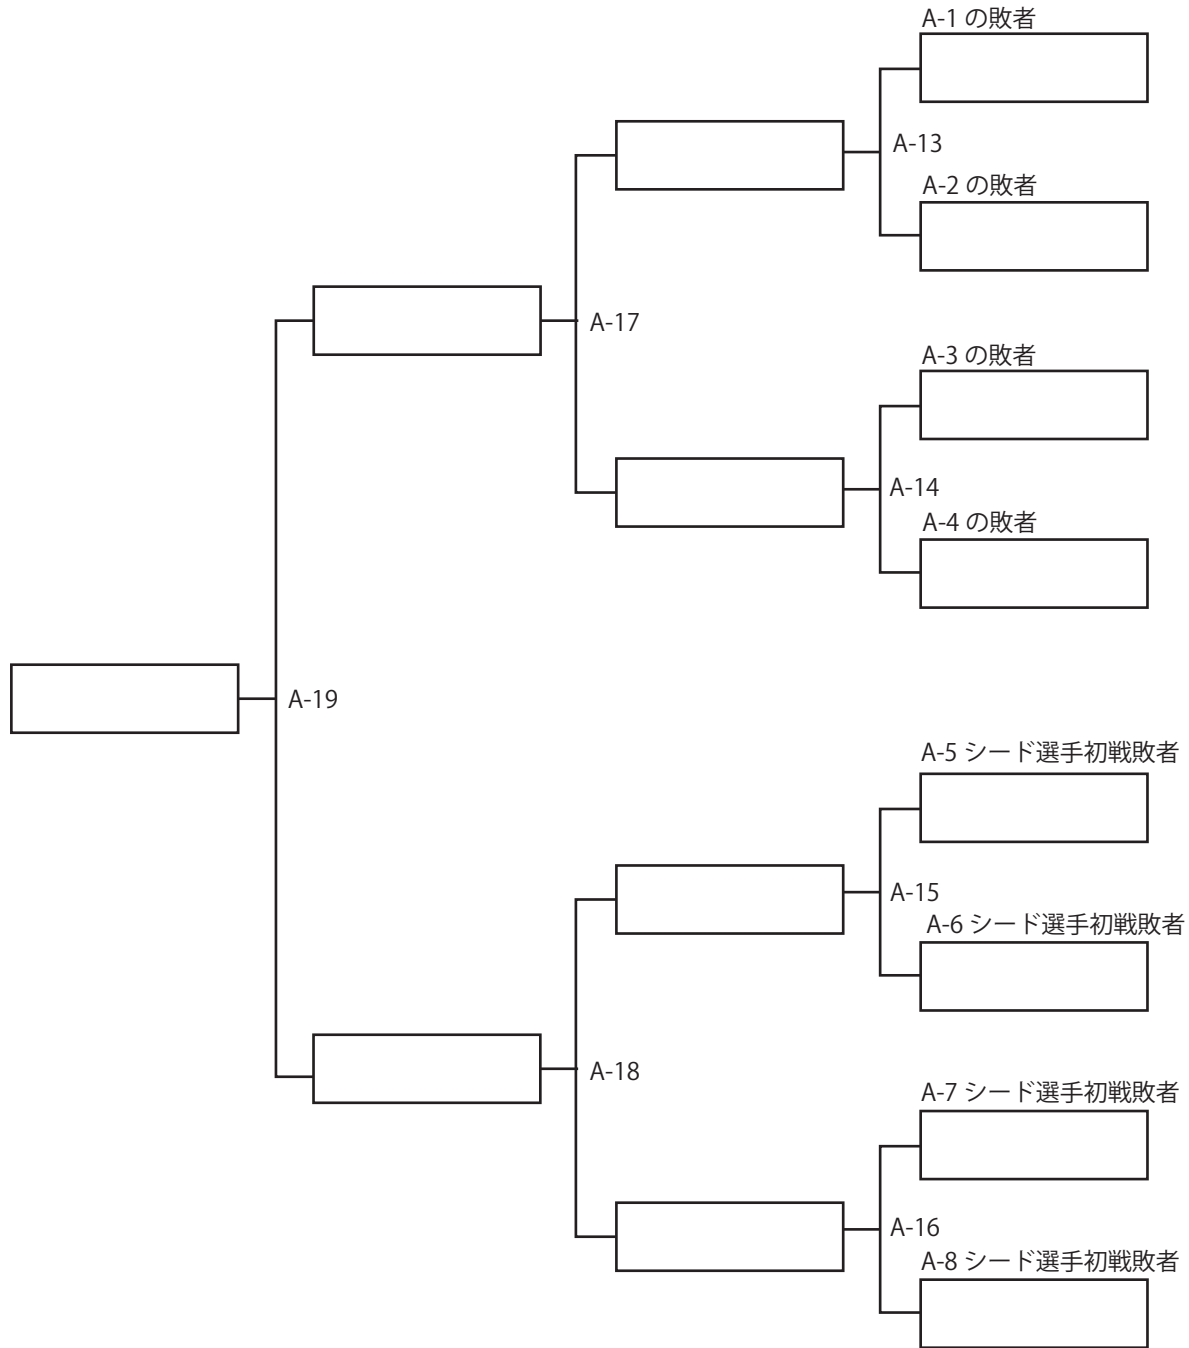 A-1 の敗者
A-13
A-2 の敗者
A-17
A-3 の敗者
A-14
A-4 の敗者
A-19
A-5 シード選手初戦敗者
A-15
A-6 シード選手初戦敗者
A-18
A-7 シード選手初戦敗者
A-16
A-8 シード選手初戦敗者